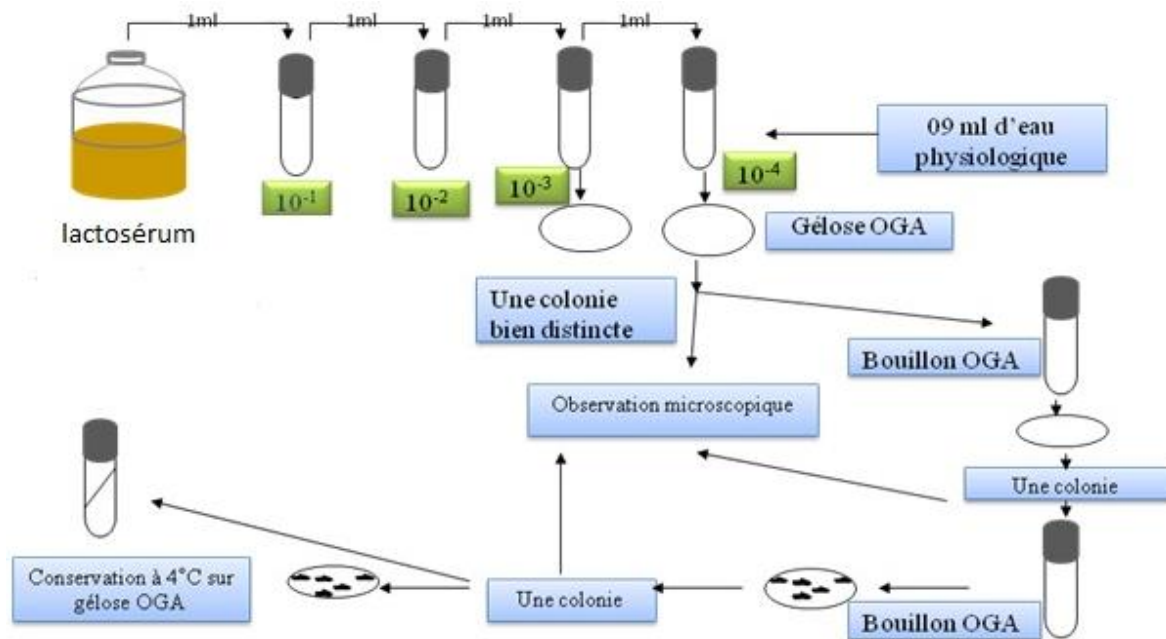 1ml 1ml 1ml 1ml
09 ml d’eau
physiologique
10-1
10-2
10-3
10-4
lactosérum
Gélose OGA
Une colonie
bien distincte
Bouillon OGA
Observation microscopique
Une colonie
Conservation à 4°C sur
gélose OGA
Une colonie
Bouillon OGA